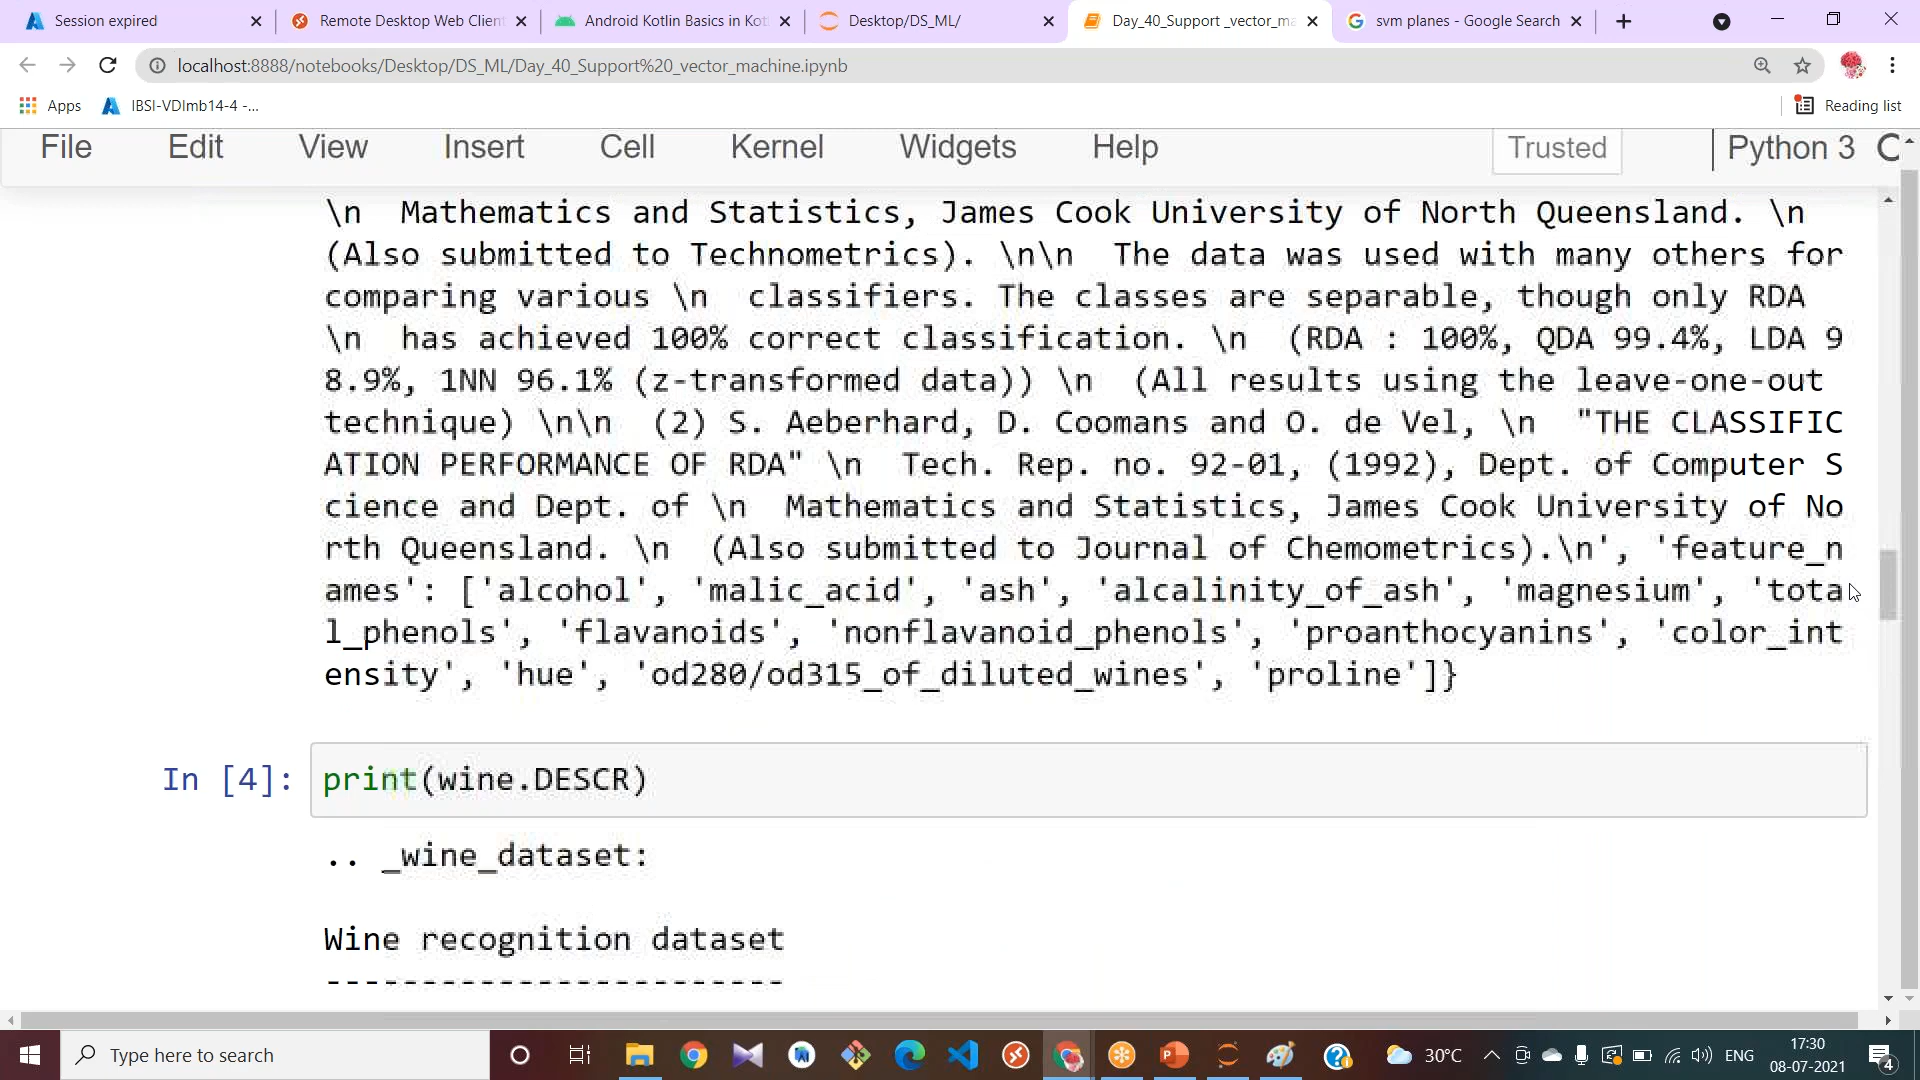 Session expired
Remote Desktop Web Clien
Android Kotlin Basics in Kot
Desktop/DS_ML/
Day_40_Support _vector_ma
svm planes - Google Search
localhost:8888/notebooks/Desktop/DS_ML/Day_40_Support%20_vector_machine.ipynb
Apps
IBSI-VDImb14-4 -...
Reading list
File Edit View Insert Cell Kernel Widgets Help Trusted Python 3
\n  Mathematics and Statistics, James Cook University of North Queensland. \n
(Also submitted to Technometrics). \n\n  The data was used with many others for
comparing various \n  classifiers. The classes are separable, though only RDA
\n  has achieved 100% correct classification. \n  (RDA : 100%, QDA 99.4%, LDA 9
8.9%, 1NN 96.1% (z-transformed data)) \n  (All results using the leave-one-out
technique) \n\n  (2) S. Aeberhard, D. Coomans and O. de Vel, \n  "THE CLASSIFIC
ATION PERFORMANCE OF RDA" \n  Tech. Rep. no. 92-01, (1992), Dept. of Computer S
cience and Dept. of \n  Mathematics and Statistics, James Cook University of No
rth Queensland. \n  (Also submitted to Journal of Chemometrics).\n', 'feature_n
ames': ['alcohol', 'malic_acid', 'ash', 'alcalinity_of_ash', 'magnesium', 'tota
l_phenols', 'flavanoids', 'nonflavanoid_phenols', 'proanthocyanins', 'color_int
ensity', 'hue', 'od280/od315_of_diluted_wines', 'proline']}
In [4]: print(wine.DESCR)
.. _wine_dataset:
Wine recognition dataset
------------------------
Type here to search
30°C
ENG
17:30
08-07-2021
4